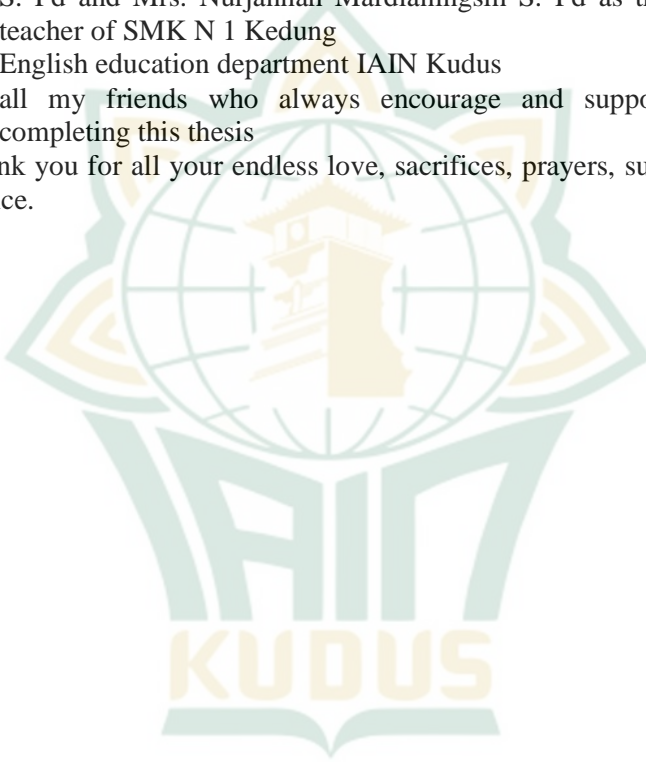 S. Pd and Mrs. Nurjannah Mardianingsih S. Pd as
teacher of SMK N 1 Kedung
English education department IAIN Kudus
all my friends who always encourage and suppo
completing this thesis
nk you for all your endless love, sacrifices, prayers, su
ce.
IAIN
KUDUS